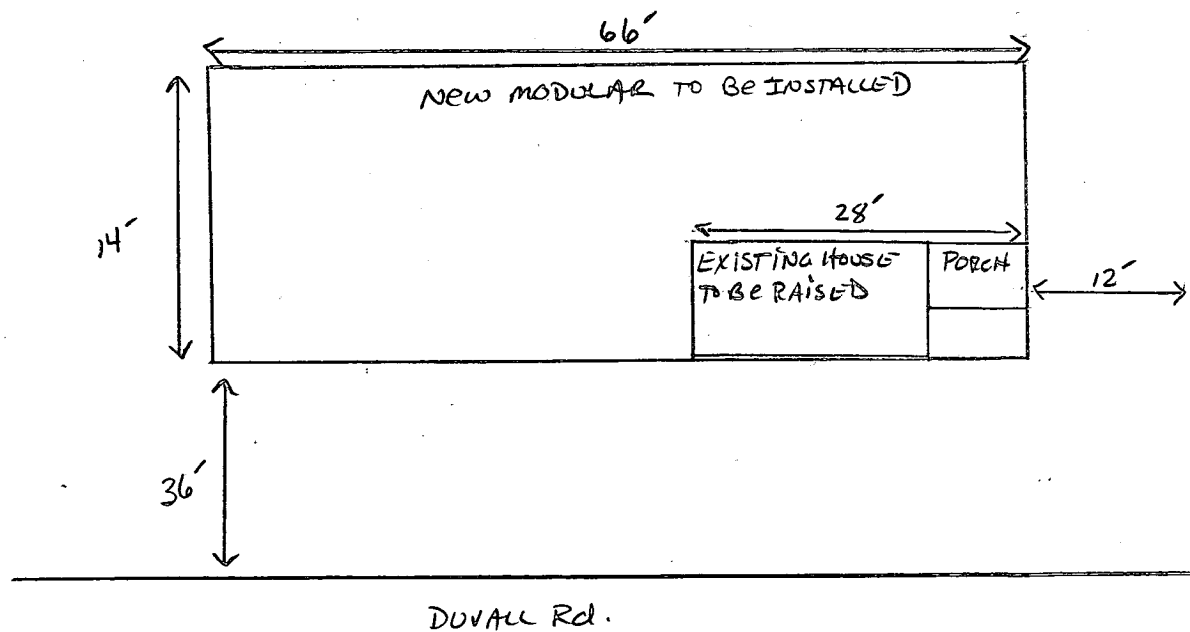 66'
NEW MODULAR TO BE INSTALLED
14'
28'
EXISTING HOUSE
TO BE RAISED
PORCH
12'
36'
DUVALL Rd.